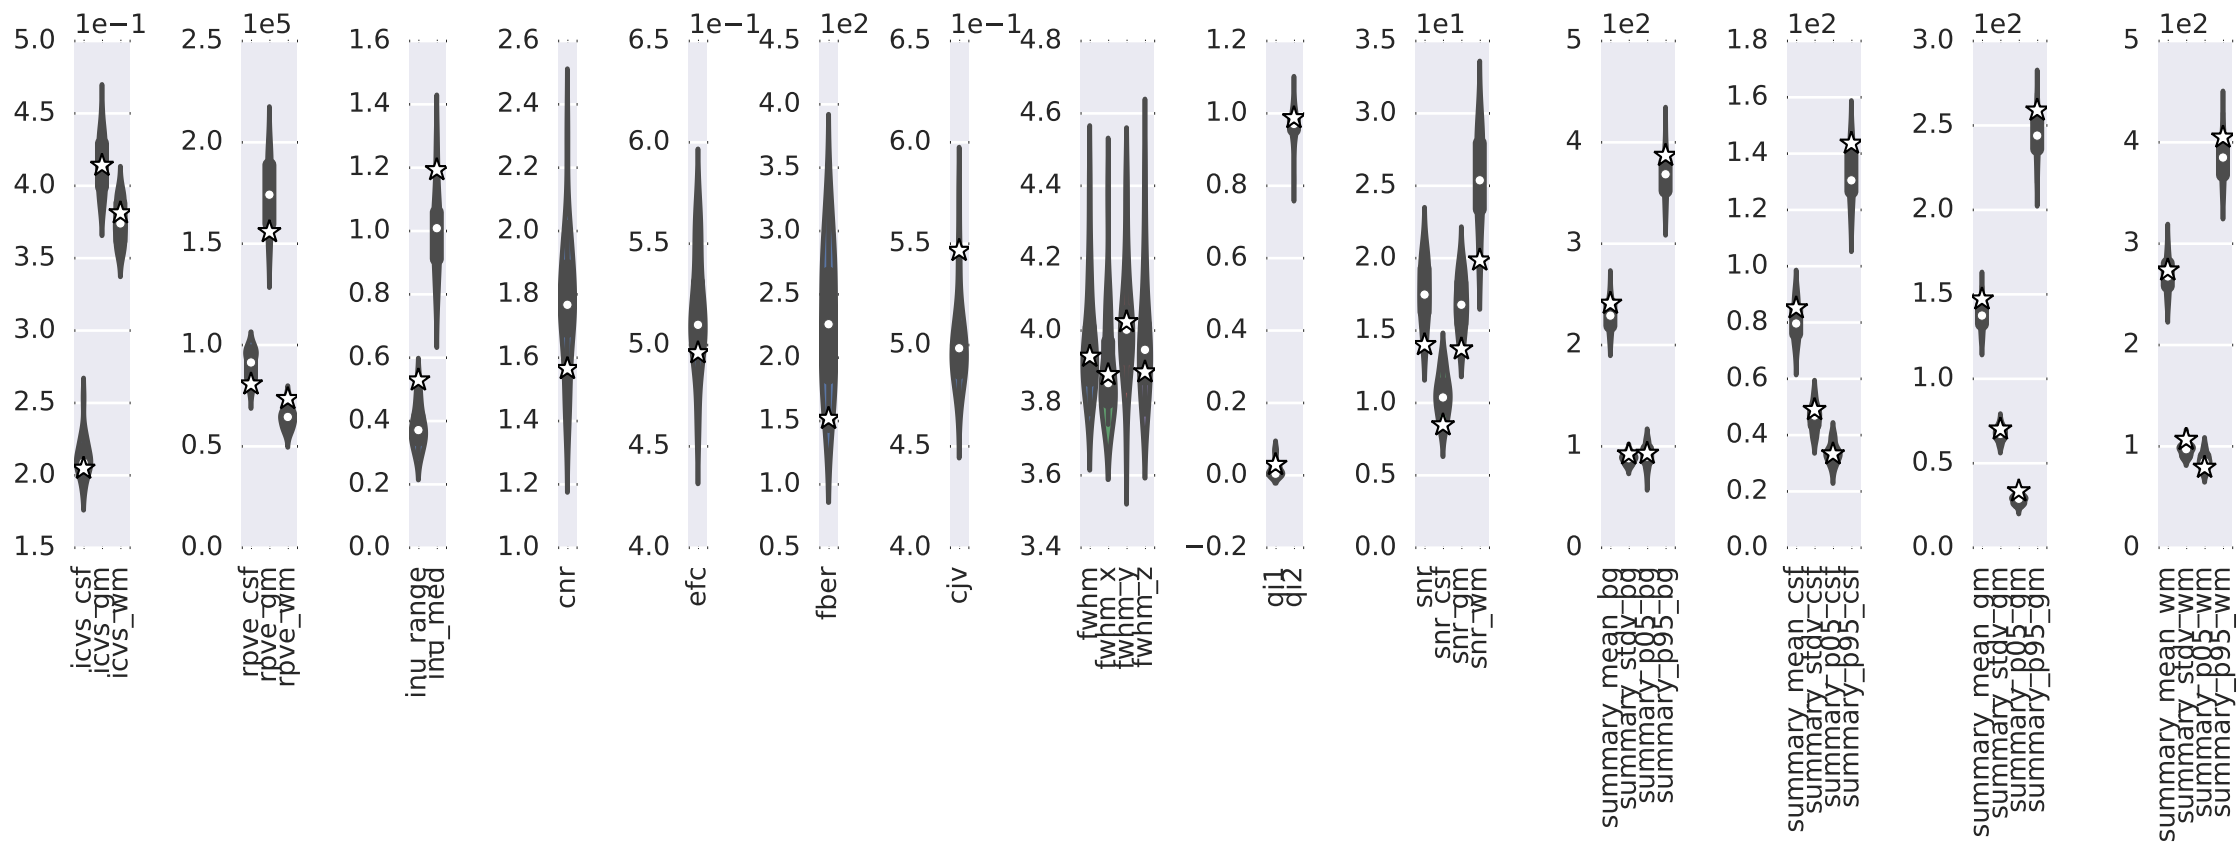 1e−1
5.0
4.5
4.0
3.5
3.0
2.5
2.0
1.5
icvs_csf
icvs_gm
icvs_wm
1e5
2.5
2.0
1.5
1.0
0.5
0.0
rpve_csf
rpve_gm
rpve_wm
1.6
1.4
1.2
1.0
0.8
0.6
0.4
0.2
0.0
inu_range
inu_med
2.6
2.4
2.2
2.0
1.8
1.6
1.4
1.2
1.0
cnr
1e−1
6.5
6.0
5.5
5.0
4.5
4.0
efc
1e2
4.5
4.0
3.5
3.0
2.5
2.0
1.5
1.0
0.5
fber
1e−1
6.5
6.0
5.5
5.0
4.5
4.0
cjv
4.8
4.6
4.4
4.2
4.0
3.8
3.6
3.4
fwhm
fwhm_x
fwhm_y
fwhm_z
1.2
1.0
0.8
0.6
0.4
0.2
0.0
−0.2
qi1
qi2
1e1
3.5
3.0
2.5
2.0
1.5
1.0
0.5
0.0
snr
snr_csf
snr_gm
snr_wm
1e2
5
4
3
2
1
0
summary_mean_bg
summary_stdv_bg
summary_p05_bg
summary_p95_bg
1e2
1.8
1.6
1.4
1.2
1.0
0.8
0.6
0.4
0.2
0.0
summary_mean_csf
summary_stdv_csf
summary_p05_csf
summary_p95_csf
1e2
3.0
2.5
2.0
1.5
1.0
0.5
0.0
summary_mean_gm
summary_stdv_gm
summary_p05_gm
summary_p95_gm
1e2
5
4
3
2
1
0
summary_mean_wm
summary_stdv_wm
summary_p05_wm
summary_p95_wm